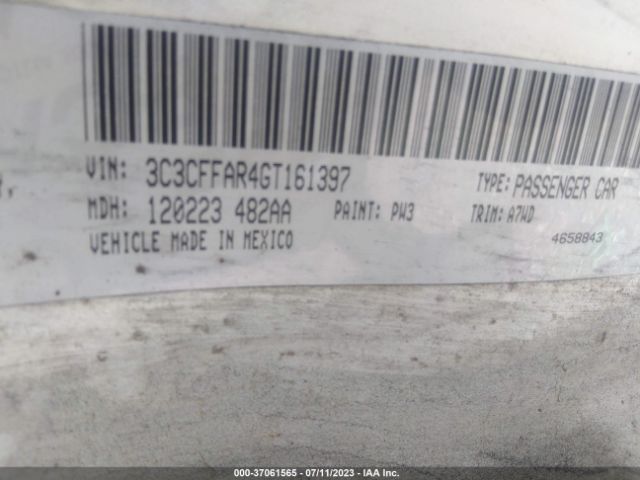 VIN: 3C3CFFAR4GT161397 TYPE: PASSENGER CAR
MDH: 120223 482AA PAINT: PW3 TRIM: A7WD
VEHICLE MADE IN MEXICO 4658843
000-37061565 - 07/11/2023 - IAA Inc.